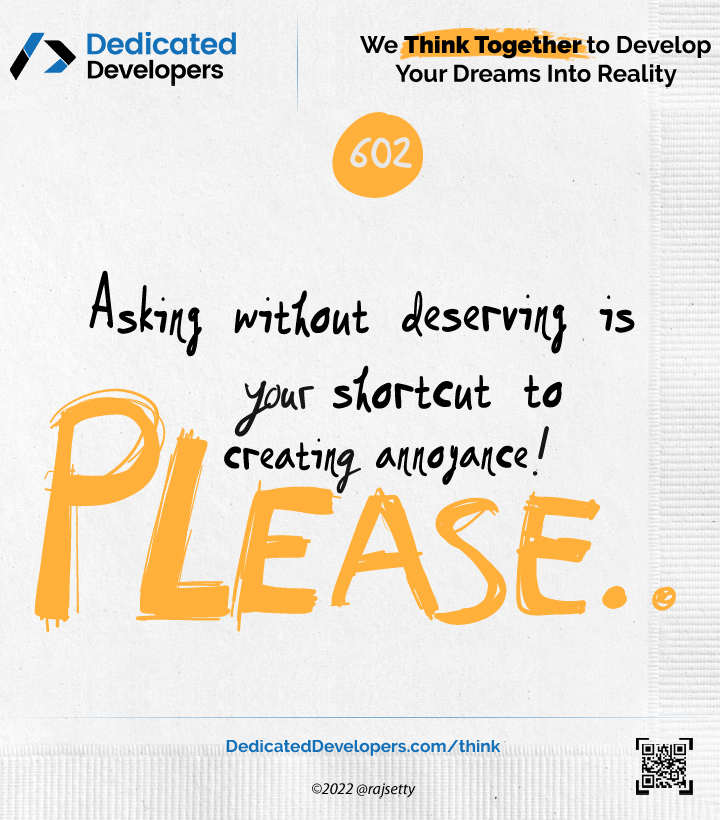 Dedicated
Developers
We Think Together to Develop
Your Dreams Into Reality
602
Asking without deserving is
your shortcut to
creating annoyance!
PLEASE..
DedicatedDevelopers.com/think
©2022 @rajsetty